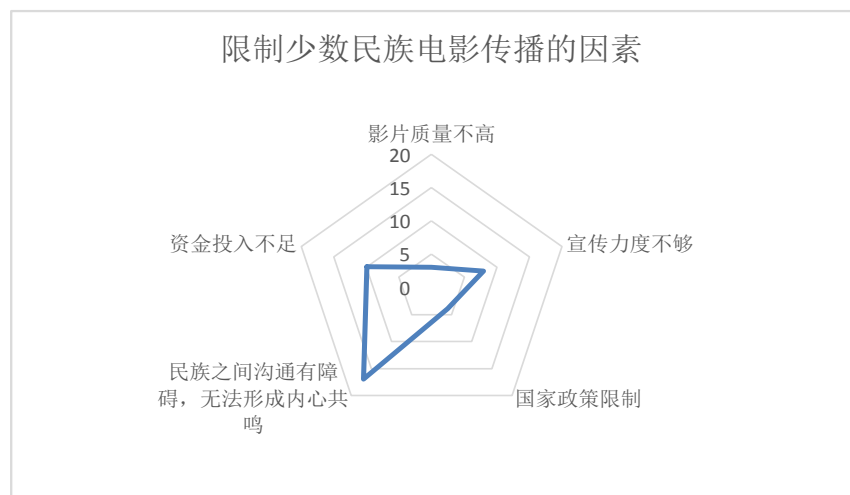 限制少数民族电影传播的因素
影片质量不高
20
15
10
5
0
宣传力度不够
国家政策限制
民族之间沟通有障
碍，无法形成内心共
鸣
资金投入不足